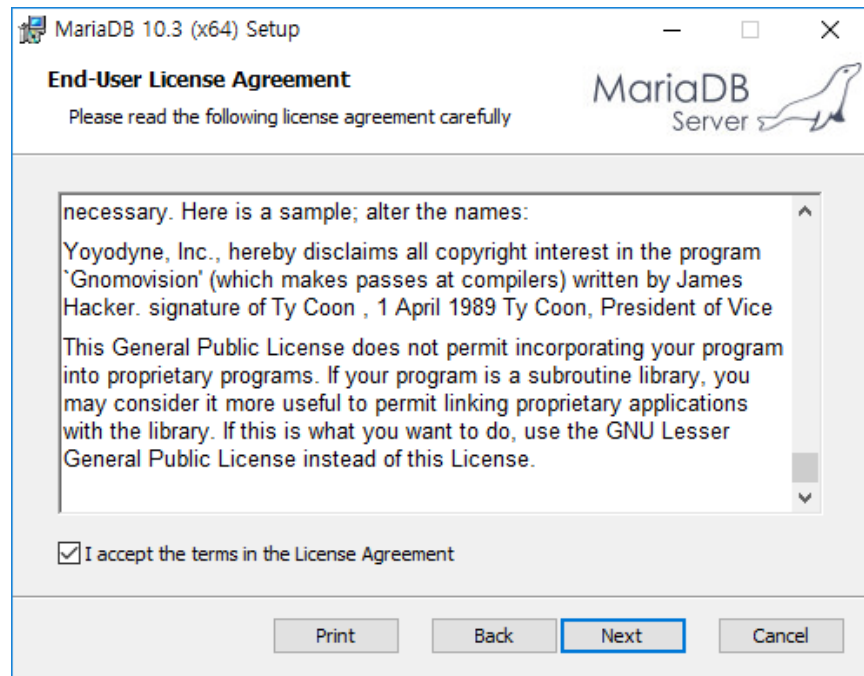 MariaDB 10.3 (x64) Setup
End-User License Agreement
Please read the following license agreement carefully
MariaDB
Server
necessary. Here is a sample; alter the names:
Yoyodyne, Inc., hereby disclaims all copyright interest in the program
`Gnomovision' (which makes passes at compilers) written by James
Hacker. signature of Ty Coon , 1 April 1989 Ty Coon, President of Vice
This General Public License does not permit incorporating your program
into proprietary programs. If your program is a subroutine library, you
may consider it more useful to permit linking proprietary applications
with the library. If this is what you want to do, use the GNU Lesser
General Public License instead of this License.
I accept the terms in the License Agreement
Print
Back
Next
Cancel